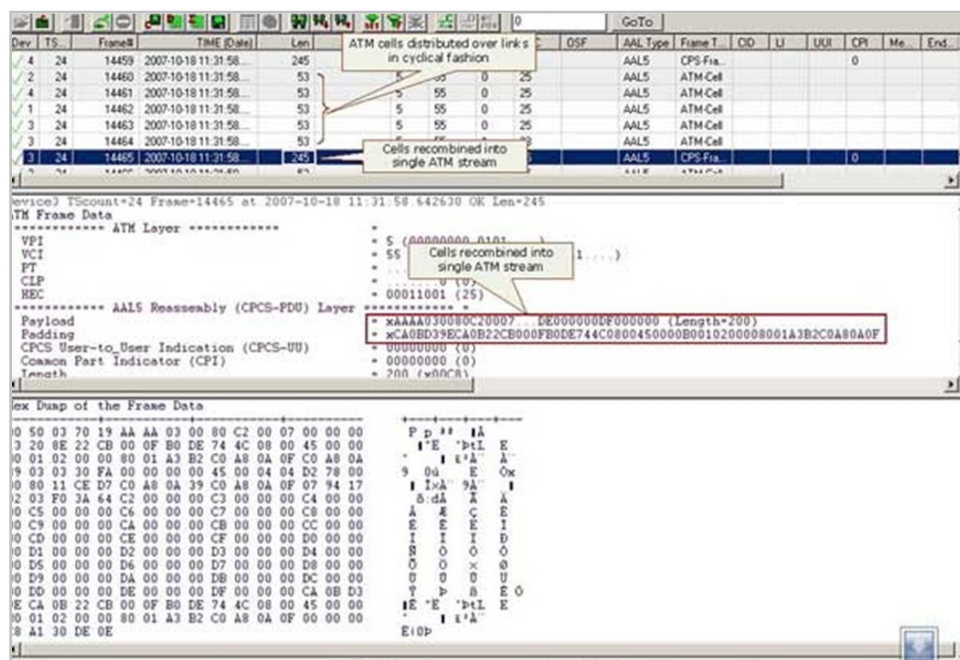 0 GoTo
Dev TS... Frame# TIME (Date) Len C OSF AAL Type Frame T... CID LI UUI CPI Me... End...
ATM cells distributed over links
in cyclical fashion
4 24 14459 2007-10-18 11:31:58... 245 AAL5 CPS-Fra... 0
2 24 14460 2007-10-18 11:31:58... 53 5 55 0 25 AAL5 ATM-Cell
4 24 14461 2007-10-18 11:31:58... 53 5 55 0 25 AAL5 ATM-Cell
1 24 14462 2007-10-18 11:31:58... 53 5 55 0 25 AAL5 ATM-Cell
3 24 14463 2007-10-18 11:31:58... 53 5 55 0 25 AAL5 ATM-Cell
3 24 14464 2007-10-18 11:31:58... 53 AAL5 ATM-Cell
Cells recombined into
single ATM stream
3 24 14465 2007-10-18 11:31:58... 245 AAL5 CPS-Fra... 0
evice3 TScount=24 Frame=14465 at 2007-10-18 11:31:58.642630 OK Len=245
TM Frame Data
------------ ATM Layer ------------ =
VPI = 5 (00000000 0101....)
VCI = 55
Cells recombined into
single ATM stream
PT
CLP = .......0 (0)
HEC = 00011001 (25)
------------ AAL5 Reassembly (CPCS-PDU) Layer ------------ =
Payload = xAAAA030080C20007...DE000000DF000000 (Length=200)
Padding = xCA0BD39ECA0B22CB000FB0DE744C0800450000B0010200008001A3B2C0A80A0F
CPCS User-to_User Indication (CPCS-UU) = 00000000 (0)
Common Part Indicator (CPI) = 00000000 (0)
Length = 200 (x00C8)
ex Dump of the Frame Data
0 50 03 70 19 AA AA 03 00 80 C2 00 07 00 00 00
3 20 8E 22 CB 00 0F B0 DE 74 4C 08 00 45 00 00
0 01 02 00 00 80 01 A3 B2 C0 A8 0A 0F C0 A8 0A
9 03 03 30 FA 00 00 00 00 45 00 04 04 D2 78 00
0 80 11 CE D7 C0 A8 0A 39 C0 A8 0A 0F 07 94 17
2 03 F0 3A 64 C2 00 00 00 C3 00 00 00 C4 00 00
0 C5 00 00 00 C6 00 00 00 C7 00 00 00 C8 00 00
0 C9 00 00 00 CA 00 00 00 CB 00 00 00 CC 00 00
0 CD 00 00 00 CE 00 00 00 CF 00 00 00 D0 00 00
0 D1 00 00 00 D2 00 00 00 D3 00 00 00 D4 00 00
0 D5 00 00 00 D6 00 00 00 D7 00 00 00 D8 00 00
0 D9 00 00 00 DA 00 00 00 DB 00 00 00 DC 00 00
0 DD 00 00 00 DE 00 00 00 DF 00 00 00 CA 0B D3
E CA 0B 22 CB 00 0F B0 DE 74 4C 08 00 45 00 00
0 01 02 00 00 80 01 A3 B2 C0 A8 0A 0F 00 00 00
8 A1 30 DE 0E